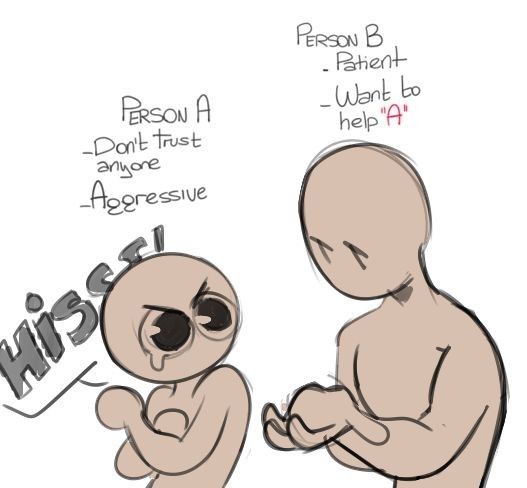 PERSON A
- Don't trust
anyone
- Aggressive
PERSON B
- Patient
- Want to
help "A"
Hisss!